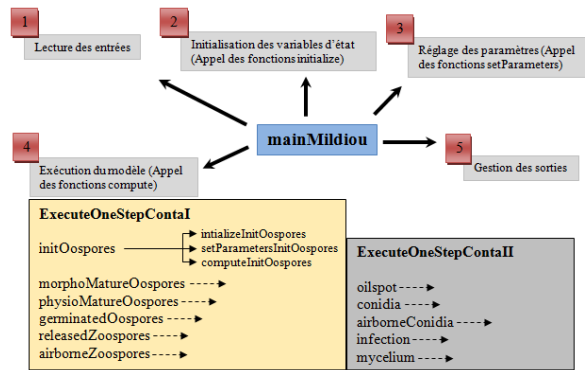 1
Lecture des entrées
2
Initialisation des variables d'état
(Appel des fonctions initialize)
3
Réglage des paramètres (Appel
des fonctions setParameters)
mainMildiou
4
Exécution du modèle (Appel
des fonctions compute)
5
Gestion des sorties
ExecuteOneStepContaI
initOospores
intializeInitOospores
setParametersInitOospores
computeInitOospores
morphoMatureOospores
physioMatureOospores
germinatedOospores
releasedZoospores
airborneZoospores
ExecuteOneStepContaII
oilspot
conidia
airborneConidia
infection
mycelium